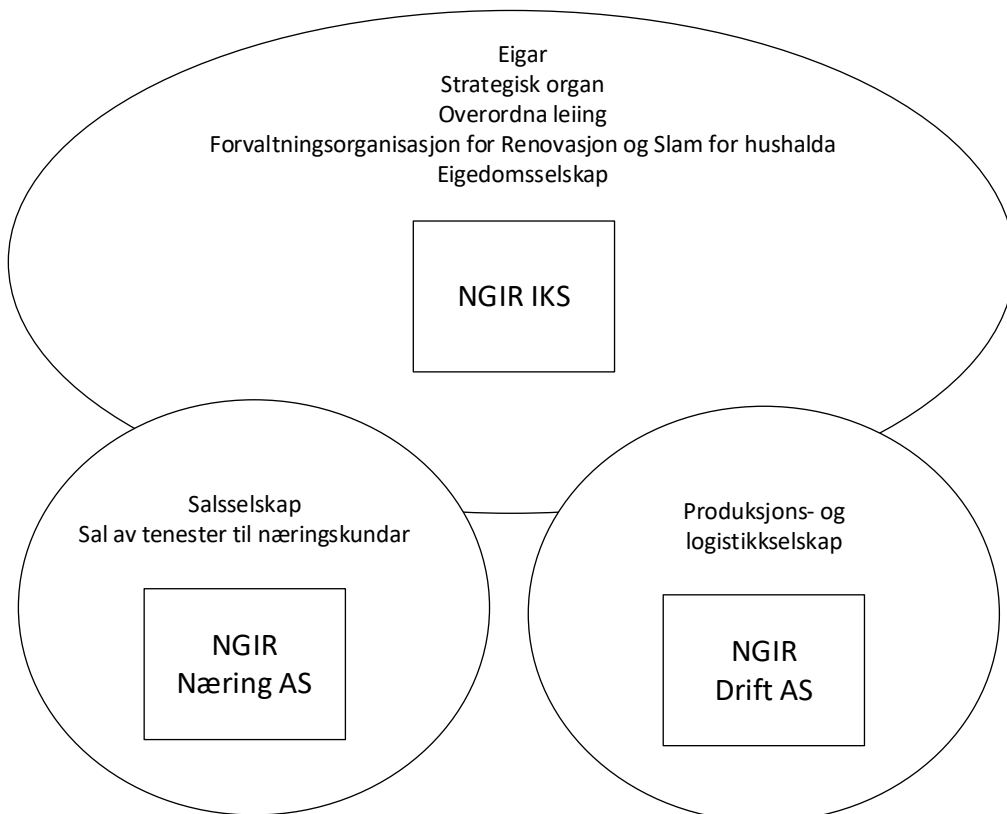 Eigar
Strategisk organ
Overordna leiing
Forvaltningsorganisasjon for Renovasjon og Slam for hushalda
Eigedomsselskap
NGIR IKS
Salsselskap
Sal av tenester til næringskundar
NGIR
Næring AS
Produksjons- og
logistikkselskap
NGIR
Drift AS